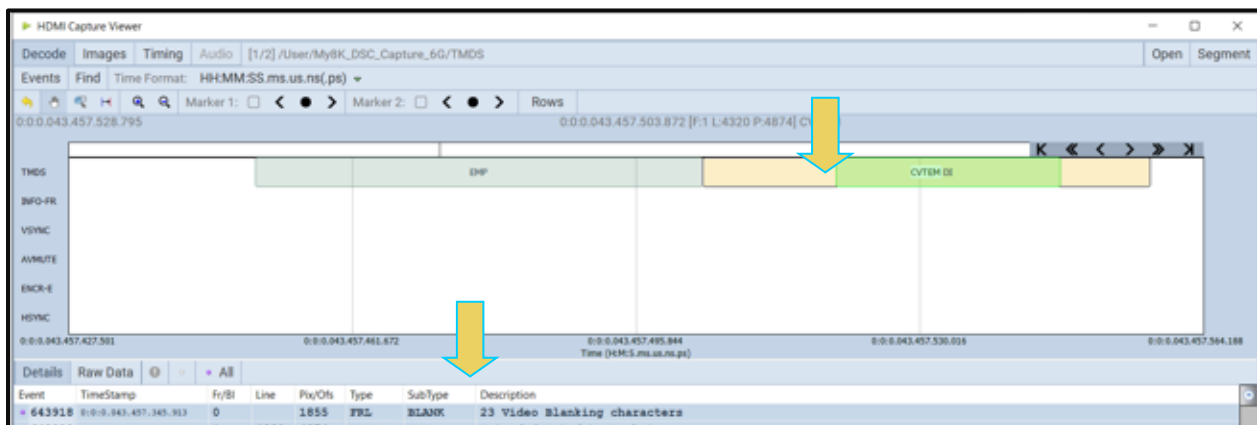 HDMI Capture Viewer
Decode Images Timing Audio [1/2] /User/My8K_DSC_Capture_6G/TMDS Open Segment
Events Find Time Format: HH:MM:SS.ms.us.ns(.ps)
Marker 1: Marker 2: Rows
0:0:0.043.457.528.795 0:0:0.043.457.503.872 [F:1 L:4320 P:4874]
TMDS EMP CVTEM DI
INFO-FR
VSYNC
AVMUTE
ENCR-E
HSYNC
0:0:0.043.457.427.501 0:0:0.043.457.461.672 0:0:0.043.457.495.844 0:0:0.043.457.530.016 0:0:0.043.457.564.188
Time (H:M:S.ms.us.ns.ps)
Details Raw Data All
Event TimeStamp Fr/Bl Line Pix/Ofs Type SubType Description
643918 0:0:0.043.457.345.913 0 1855 FRL BLANK 23 Video Blanking characters